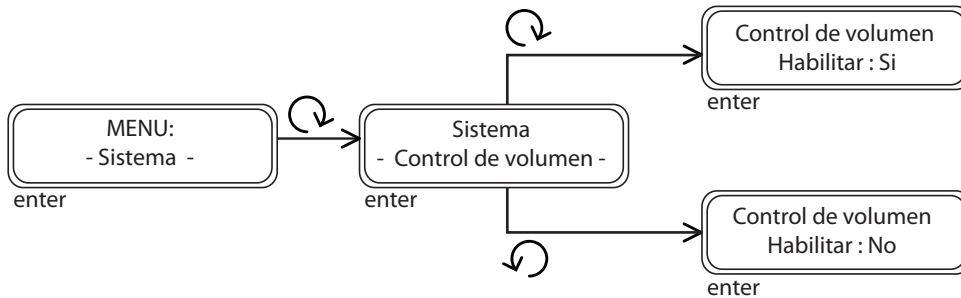 MENU:
- Sistema -
enter
Sistema
- Control de volumen -
enter
Control de volumen
Habilitar : Si
enter
Control de volumen
Habilitar : No
enter